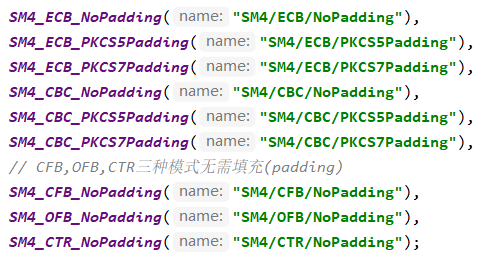 SM4_ECB_NoPadding( name: "SM4/ECB/NoPadding"),
SM4_ECB_PKCS5Padding( name: "SM4/ECB/PKCS5Padding"),
SM4_ECB_PKCS7Padding( name: "SM4/ECB/PKCS7Padding"),
SM4_CBC_NoPadding( name: "SM4/CBC/NoPadding"),
SM4_CBC_PKCS5Padding( name: "SM4/CBC/PKCS5Padding"),
SM4_CBC_PKCS7Padding( name: "SM4/CBC/PKCS7Padding"),
// CFB,OFB,CTR三种模式无需填充(padding)
SM4_CFB_NoPadding( name: "SM4/CFB/NoPadding"),
SM4_OFB_NoPadding( name: "SM4/OFB/NoPadding"),
SM4_CTR_NoPadding( name: "SM4/CTR/NoPadding");